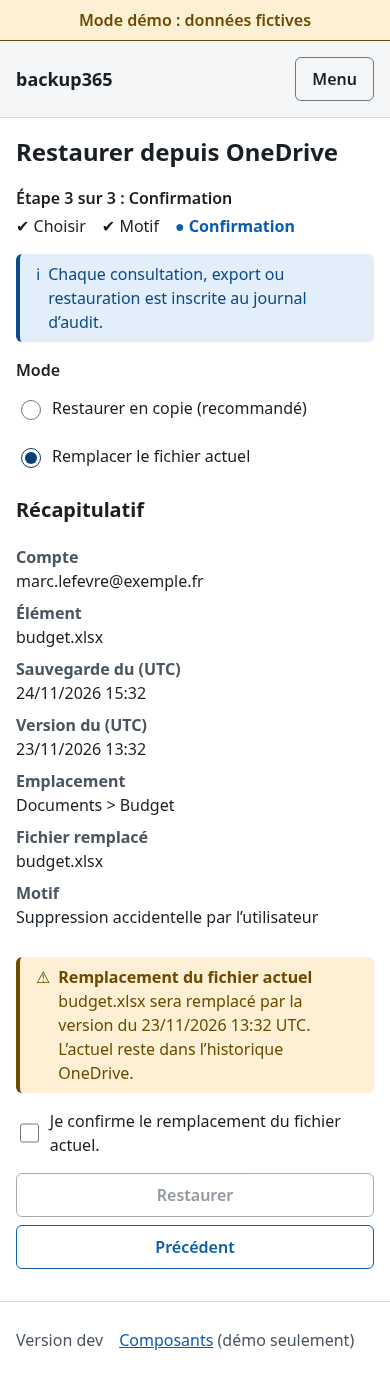 Mode démo : données fictives
backup365
Menu
Restaurer depuis OneDrive
Étape 3 sur 3 : Confirmation
✔ Choisir ✔ Motif ● Confirmation
i Chaque consultation, export ou
restauration est inscrite au journal
d’audit.
Mode
Restaurer en copie (recommandé)
Remplacer le fichier actuel
Récapitulatif
Compte
marc.lefevre@exemple.fr
Élément
budget.xlsx
Sauvegarde du (UTC)
24/11/2026 15:32
Version du (UTC)
23/11/2026 13:32
Emplacement
Documents > Budget
Fichier remplacé
budget.xlsx
Motif
Suppression accidentelle par l’utilisateur
⚠ Remplacement du fichier actuel
budget.xlsx sera remplacé par la
version du 23/11/2026 13:32 UTC.
L’actuel reste dans l’historique
OneDrive.
Je confirme le remplacement du fichier
actuel.
Restaurer
Précédent
Version dev Composants (démo seulement)